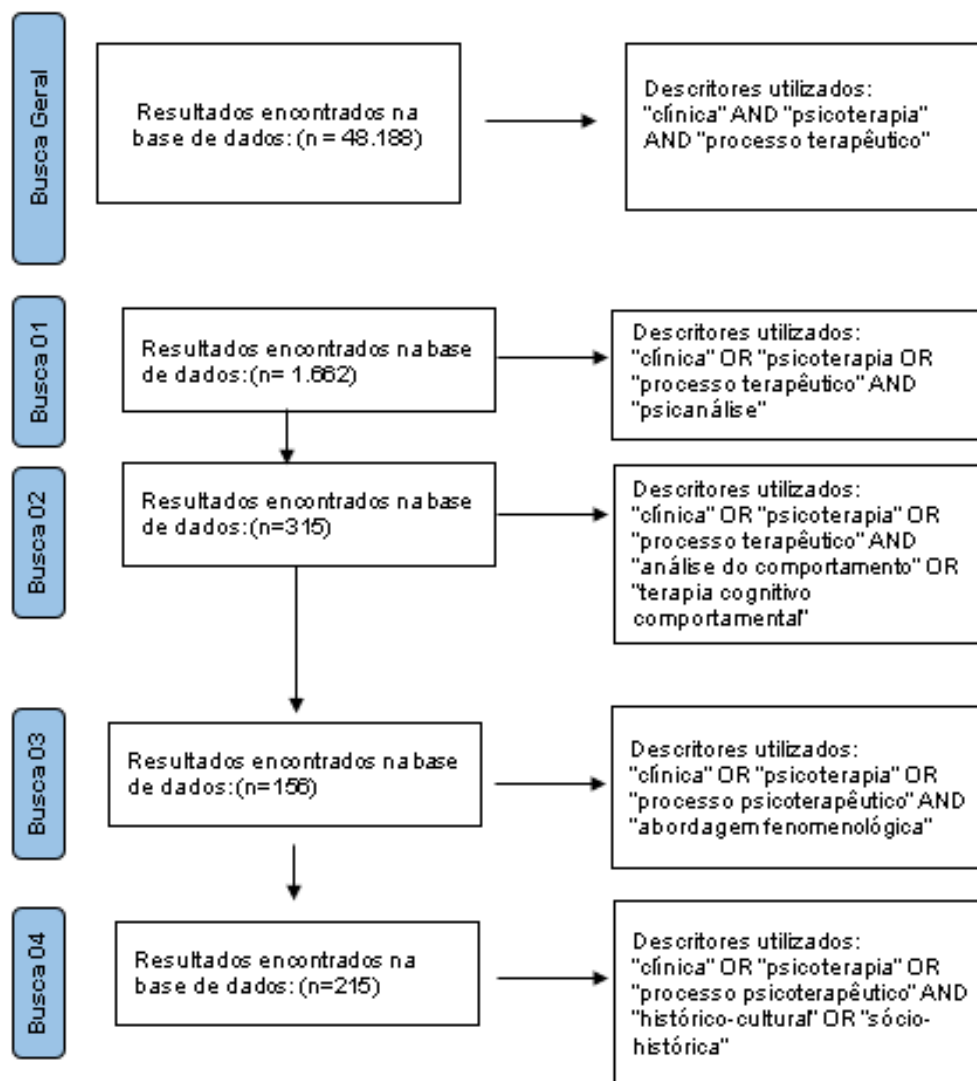 Busca Geral
Resultados encontrados na
base de dados: (n = 48.188)
Descritores utilizados:
"clínica" AND "psicoterapia"
AND "processo terapêutico"
Busca 01
Resultados encontrados na base
de dados: (n= 1.662)
Descritores utilizados:
"clínica" OR "psicoterapia OR
"processo terapêutico" AND
"psicanálise"
Busca 02
Resultados encontrados na base
de dados: (n=315)
Descritores utilizados:
"clínica" OR "psicoterapia" OR
"processo terapêutico" AND
"análise do comportamento" OR
"terapia cognitivo
comportamental"
Busca 03
Resultados encontrados na base
de dados: (n=156)
Descritores utilizados:
"clínica" OR "psicoterapia" OR
"processo psicoterapêutico" AND
"abordagem fenomenológica"
Busca 04
Resultados encontrados na
base de dados: (n=215)
Descritores utilizados:
"clínica" OR "psicoterapia" OR
"processo psicoterapêutico" AND
"histórico-cultural" OR "sócio-
histórica"